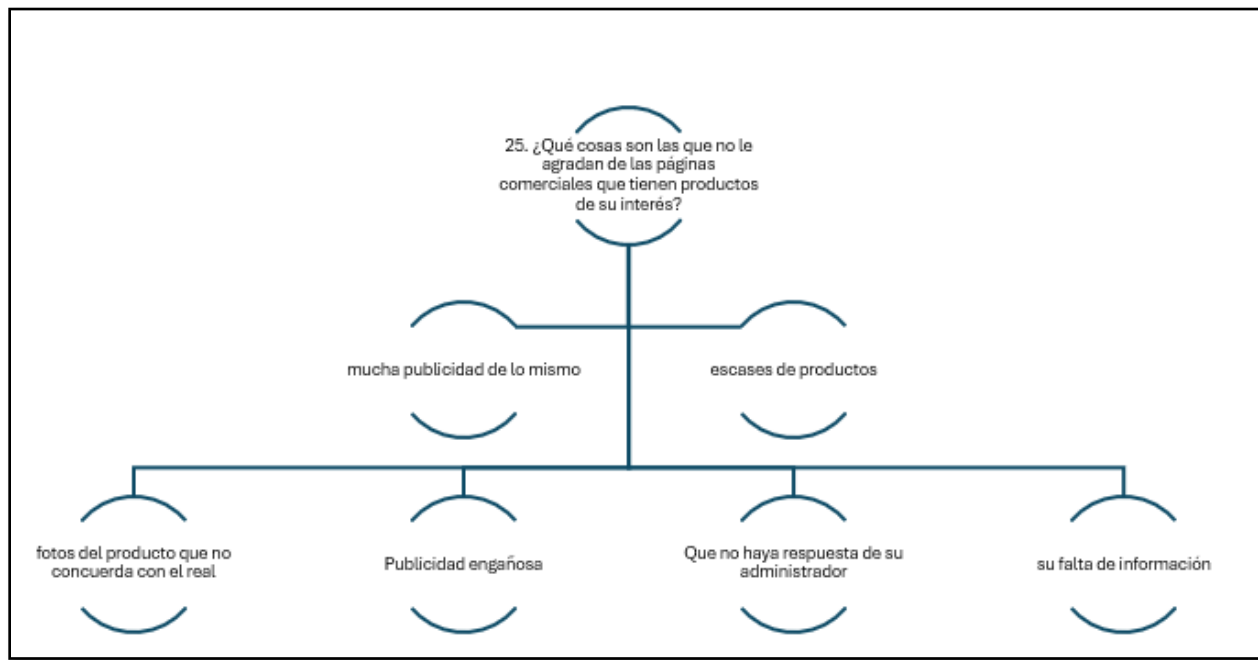 25. ¿Qué cosas son las que no le
agradan de las páginas
comerciales que tienen productos
de su interés?
mucha publicidad de lo mismo
escases de productos
fotos del producto que no
concuerda con el real
Publicidad engañosa
Que no haya respuesta de su
administrador
su falta de información